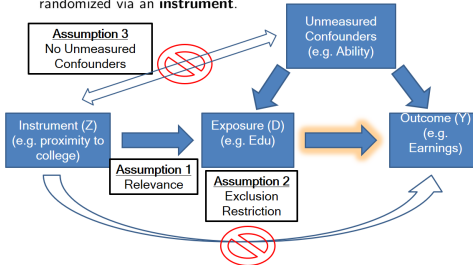 randomized via an instrument.
Assumption 3
No Unmeasured
Confounders
Unmeasured
Confounders
(e.g. Ability)
Instrument (Z)
(e.g. proximity to
college)
Exposure (D)
(e.g. Edu)
Outcome (Y)
(e.g.
Earnings)
Assumption 1
Relevance
Assumption 2
Exclusion
Restriction